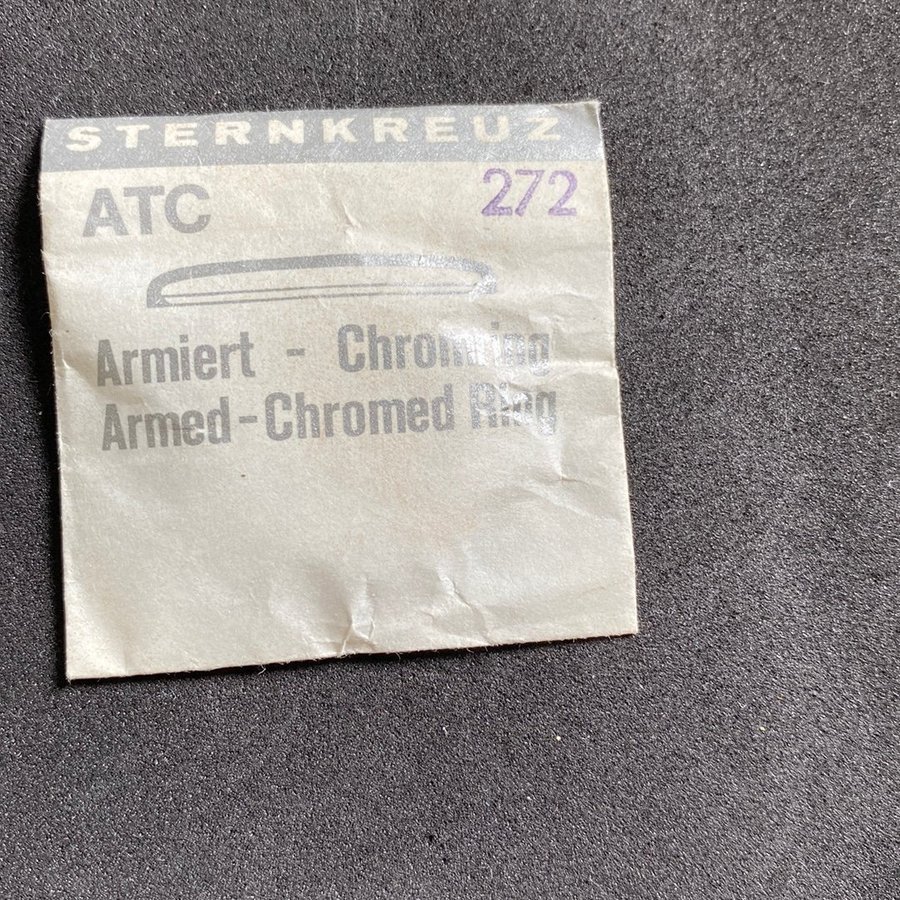 STERNKREUZ
ATC 272
Armiert - Chromring
Armed-Chromed Ring